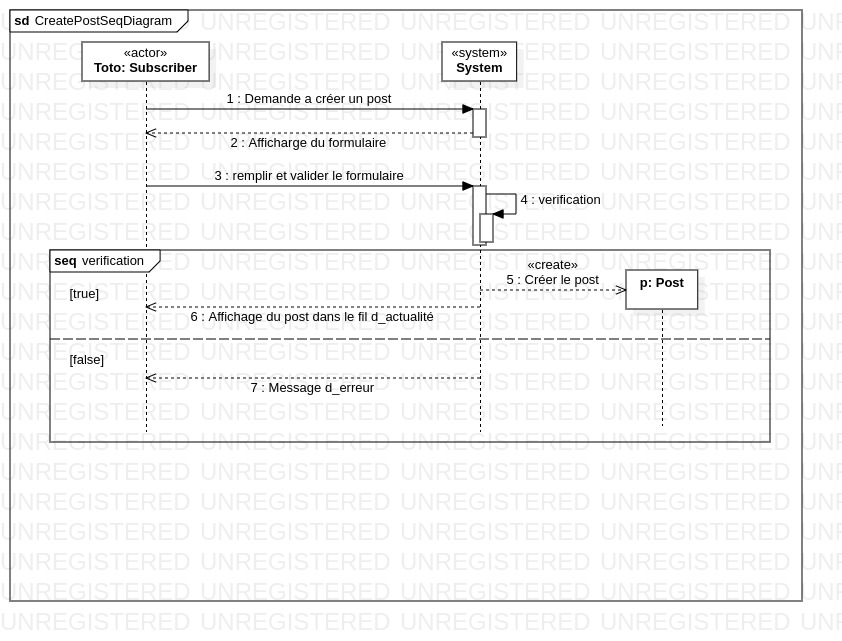 sd CreatePostSeqDiagram
«actor»
Toto: Subscriber
«system»
System
1 : Demande a créer un post
2 : Afficharge du formulaire
3 : remplir et valider le formulaire
4 : verification
seq verification
«create»
5 : Créer le post
p: Post
[true]
6 : Affichage du post dans le fil d_actualité
[false]
7 : Message d_erreur
UNREGISTERED